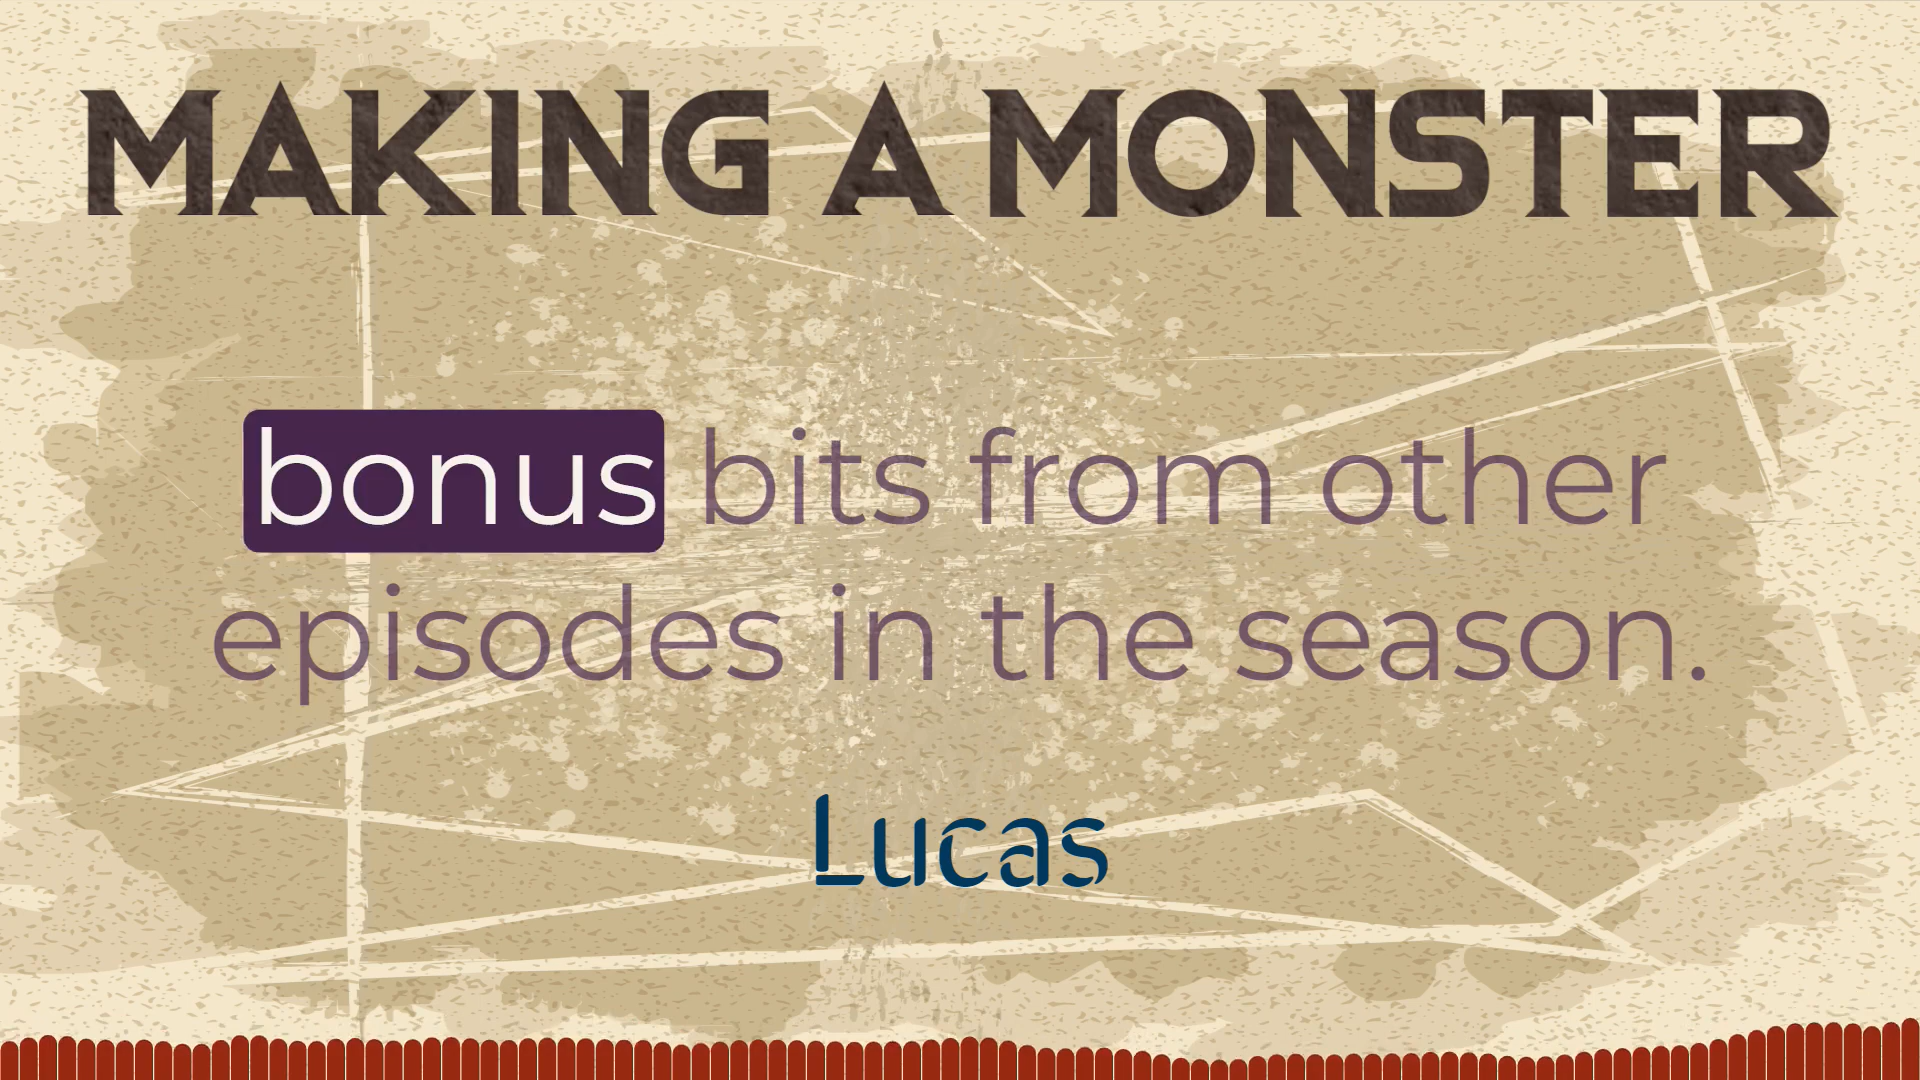 MAKING A MONSTER
bonus bits from other
episodes in the season.
Lucas